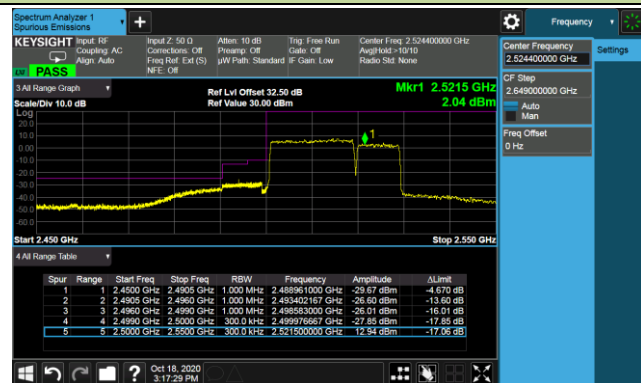 Spectrum Analyzer 1
Spurious Emissions
Frequency
KEYSIGHT Input: RF Input Z: 50 Ω Atten: 10 dB Trig: Free Run Center Freq: 2.524400000 GHz
Coupling: AC Corrections: Off Preamp: Off Gate: Off Avg|Hold:>10/10
Align: Auto Freq Ref: Ext (S) µW Path: Standard IF Gain: Low Radio Std: None
NFE: Off
PASS
Center Frequency
2.524400000 GHz
Settings
CF Step
2.649000000 GHz
Auto
Man
Freq Offset
0 Hz
3 All Range Graph
Scale/Div 10.0 dB
Ref Lvl Offset 32.50 dB
Ref Value 30.00 dBm
Mkr1 2.5215 GHz
2.04 dBm
Log
20.0
10.0
0.00
-10.0
-20.0
-30.0
-40.0
-50.0
-60.0
1
Start 2.450 GHz
Stop 2.550 GHz
4 All Range Table
Spur Range Start Freq Stop Freq RBW Frequency Amplitude ΔLimit
1 1 2.4500 GHz 2.4905 GHz 1.000 MHz 2.488961000 GHz -29.67 dBm -4.670 dB
2 2 2.4905 GHz 2.4960 GHz 1.000 MHz 2.493402167 GHz -26.60 dBm -13.60 dB
3 3 2.4960 GHz 2.4990 GHz 1.000 MHz 2.498583000 GHz -26.01 dBm -16.01 dB
4 4 2.4990 GHz 2.5000 GHz 300.0 kHz 2.499976667 GHz -27.85 dBm -17.85 dB
5 5 2.5000 GHz 2.5500 GHz 300.0 kHz 2.521500000 GHz 12.94 dBm -17.06 dB
Oct 18, 2020
3:17:29 PM